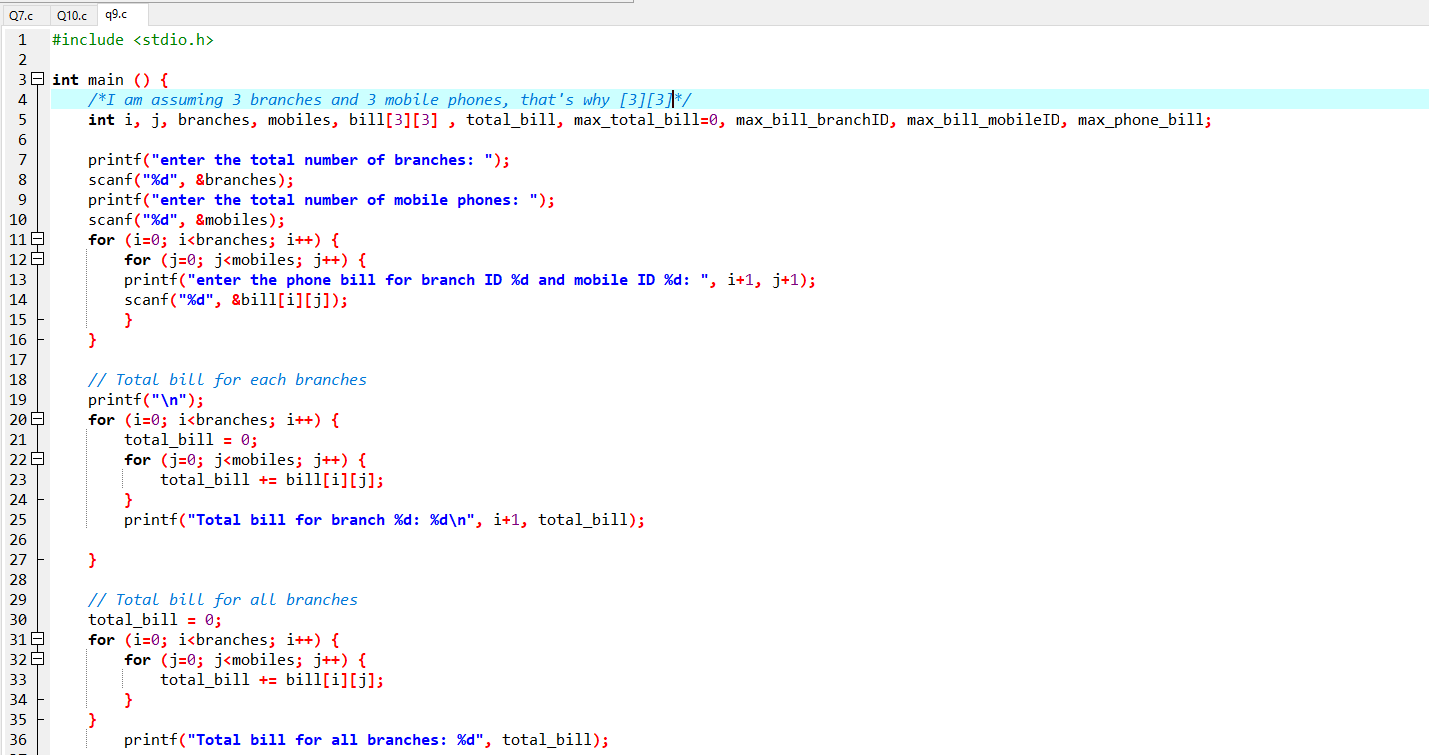 Q7.c Q10.c q9.c
1 #include <stdio.h>
2
3 int main () {
4 /*I am assuming 3 branches and 3 mobile phones, that's why [3][3]*/
5 int i, j, branches, mobiles, bill[3][3] , total_bill, max_total_bill=0, max_bill_branchID, max_bill_mobileID, max_phone_bill;
6
7 printf("enter the total number of branches: ");
8 scanf("%d", &branches);
9 printf("enter the total number of mobile phones: ");
10 scanf("%d", &mobiles);
11 for (i=0; i<branches; i++) {
12 for (j=0; j<mobiles; j++) {
13 printf("enter the phone bill for branch ID %d and mobile ID %d: ", i+1, j+1);
14 scanf("%d", &bill[i][j]);
15 }
16 }
17
18 // Total bill for each branches
19 printf("\n");
20 for (i=0; i<branches; i++) {
21 total_bill = 0;
22 for (j=0; j<mobiles; j++) {
23 total_bill += bill[i][j];
24 }
25 printf("Total bill for branch %d: %d\n", i+1, total_bill);
26
27 }
28
29 // Total bill for all branches
30 total_bill = 0;
31 for (i=0; i<branches; i++) {
32 for (j=0; j<mobiles; j++) {
33 total_bill += bill[i][j];
34 }
35 }
36 printf("Total bill for all branches: %d", total_bill);